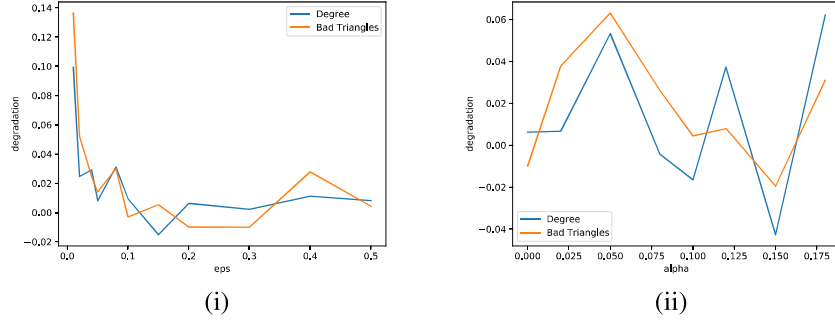 0.14
0.12
0.10
0.08
0.06
0.04
0.02
0.00
−0.02
degradation
Degree
Bad Triangles
0.0
0.1
0.2
0.3
0.4
0.5
eps
(i)
0.06
0.04
0.02
0.00
−0.02
−0.04
degradation
Degree
Bad Triangles
0.000
0.025
0.050
0.075
0.100
0.125
0.150
0.175
alpha
(ii)